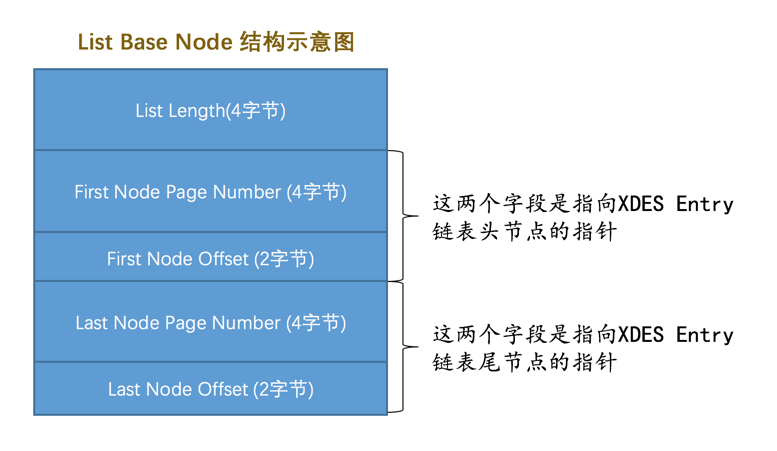 List Base Node 结构示意图
List Length(4字节)
First Node Page Number (4字节)
First Node Offset (2字节)
这两个字段是指向XDES Entry
链表头节点的指针
Last Node Page Number (4字节)
Last Node Offset (2字节)
这两个字段是指向XDES Entry
链表尾节点的指针